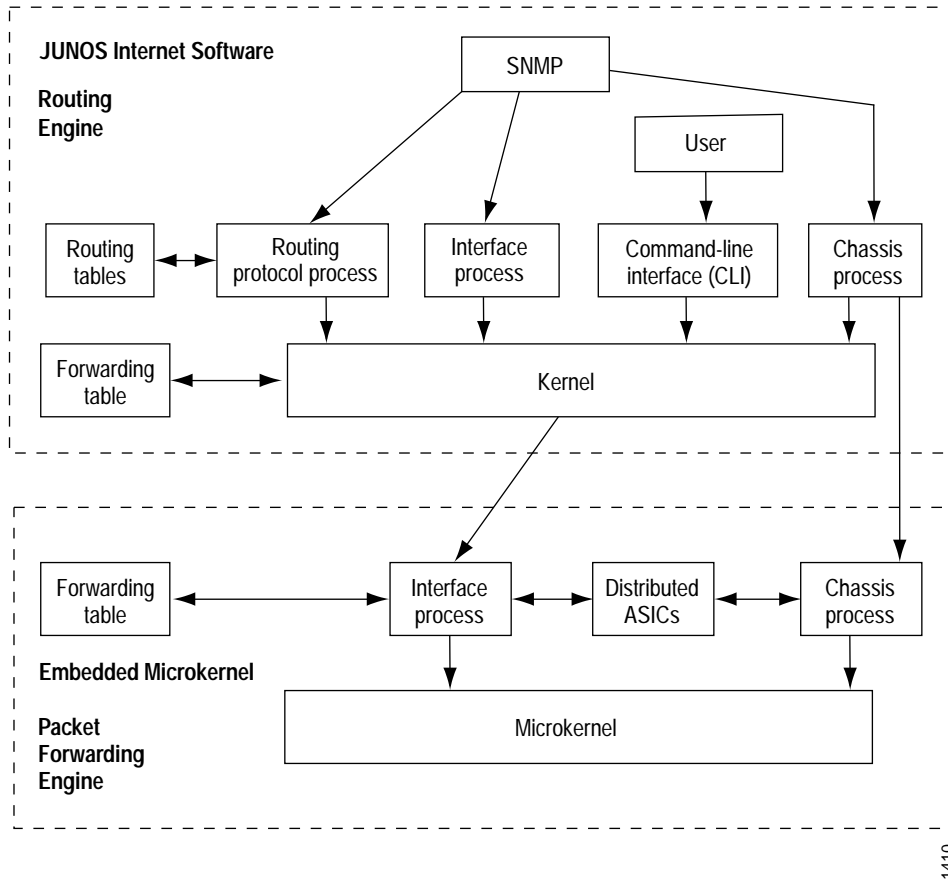 JUNOS Internet Software
Routing
Engine
SNMP
User
Routing
tables
Routing
protocol process
Interface
process
Command-line
interface (CLI)
Chassis
process
Forwarding
table
Kernel
Forwarding
table
Interface
process
Distributed
ASICs
Chassis
process
Embedded Microkernel
Packet
Forwarding
Engine
Microkernel